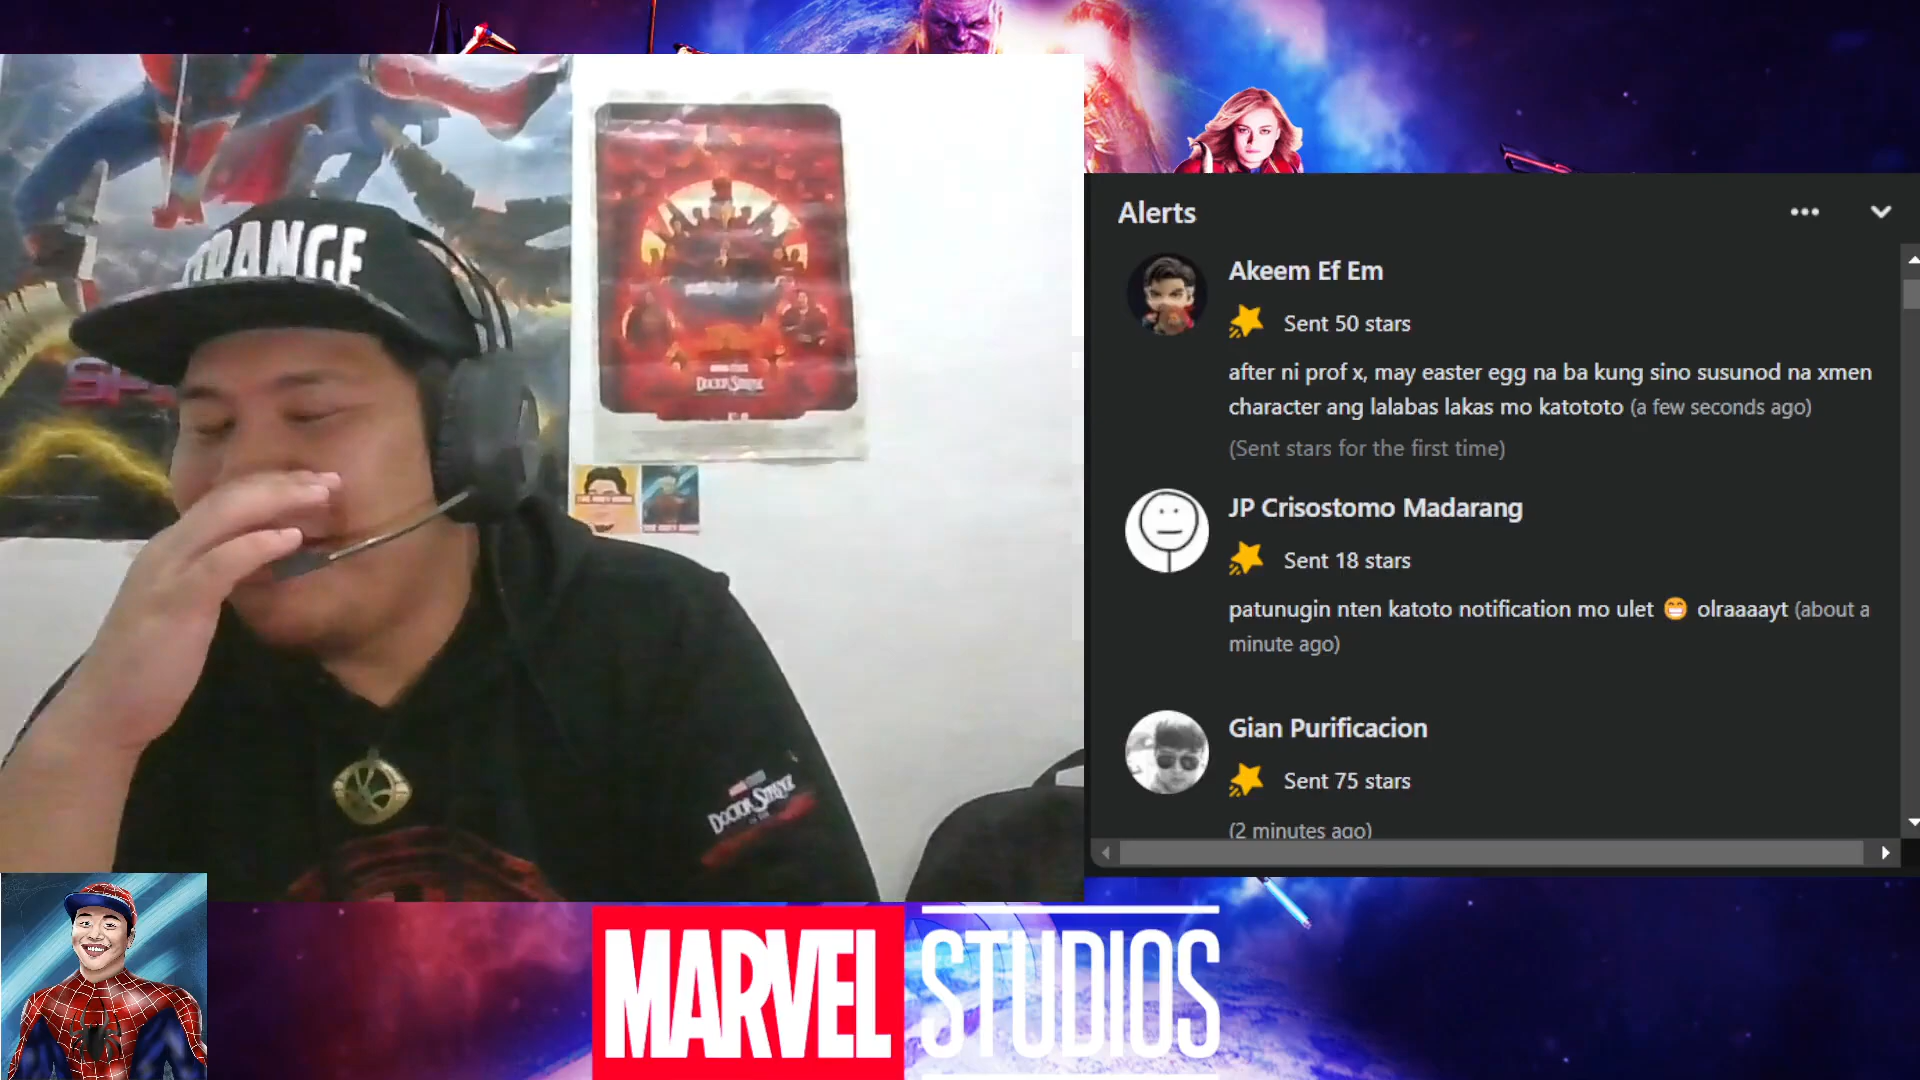 STRANGE
DOCTOR STRANGE
DOCTOR STRANGE
Alerts
Akeem Ef Em
Sent 50 stars
after ni prof x, may easter egg na ba kung sino susunod na xmen
character ang lalabas lakas mo katototo (a few seconds ago)
(Sent stars for the first time)
JP Crisostomo Madarang
Sent 18 stars
patunugin nten katoto notification mo ulet 😁 olraaaayt (about a
minute ago)
Gian Purificacion
Sent 75 stars
(2 minutes ago)
MARVEL STUDIOS